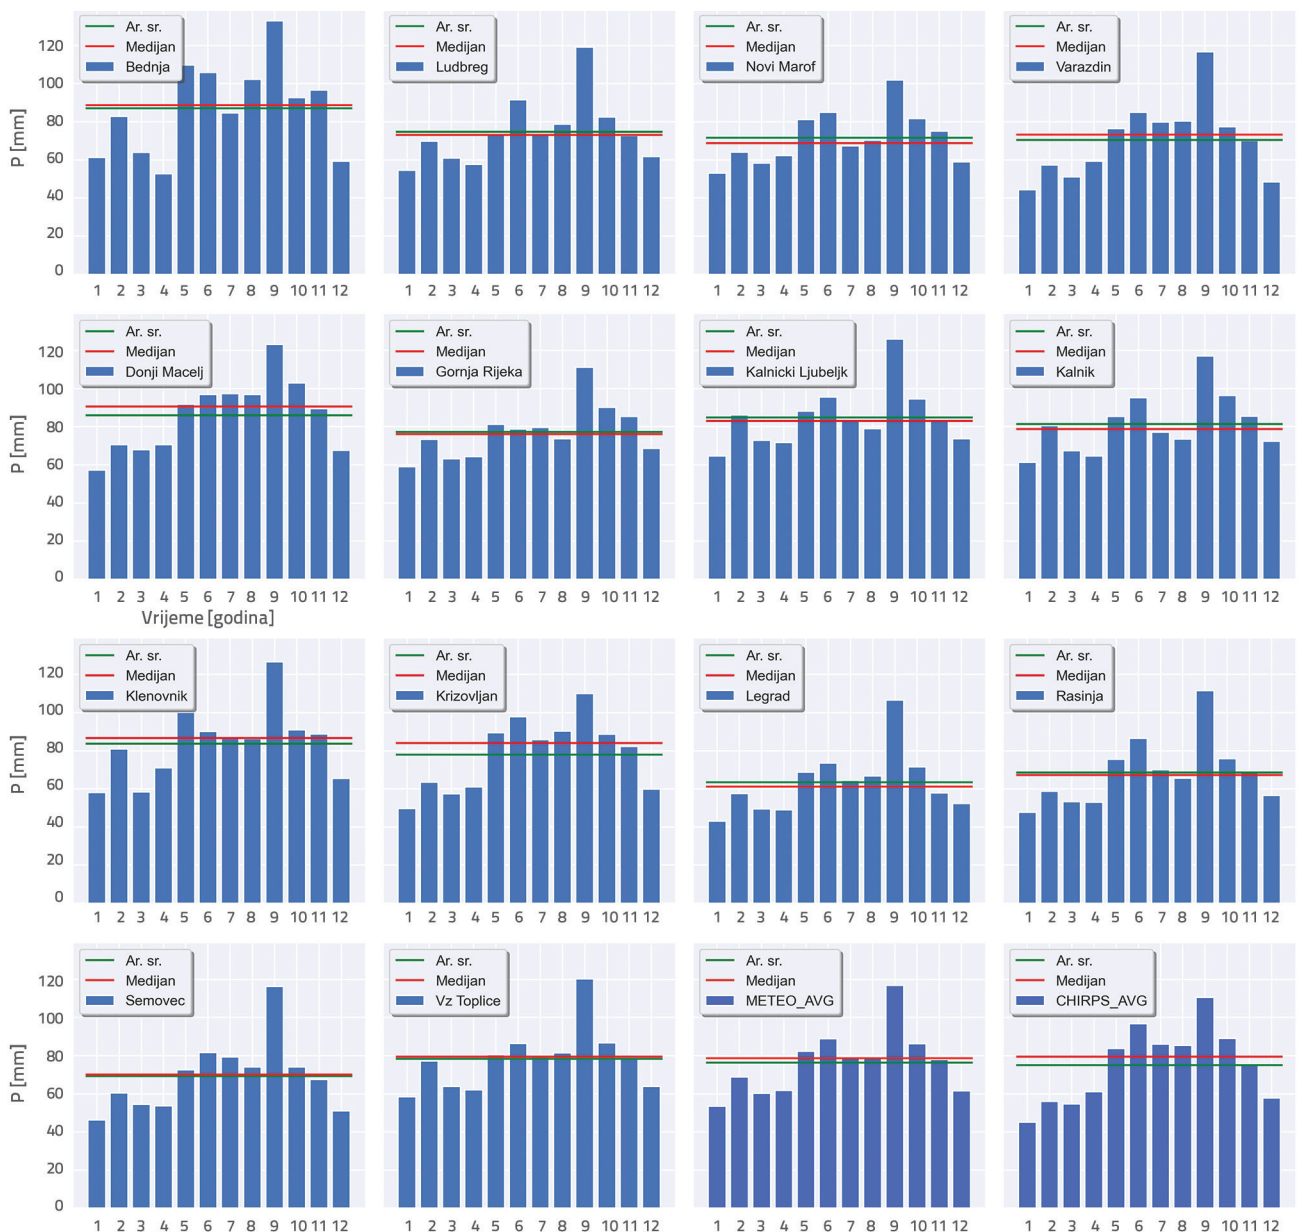 Ar. sr.
Medijan
Bednja
Ar. sr.
Medijan
Ludbreg
Ar. sr.
Medijan
Novi Marof
Ar. sr.
Medijan
Varazdin
P [mm]
120
100
80
60
40
20
0
1 2 3 4 5 6 7 8 9 10 11 12
1 2 3 4 5 6 7 8 9 10 11 12
1 2 3 4 5 6 7 8 9 10 11 12
1 2 3 4 5 6 7 8 9 10 11 12
Ar. sr.
Medijan
Donji Macelj
Ar. sr.
Medijan
Gornja Rijeka
Ar. sr.
Medijan
Kalnicki Ljubeljk
Ar. sr.
Medijan
Kalnik
P [mm]
120
100
80
60
40
20
0
1 2 3 4 5 6 7 8 9 10 11 12
1 2 3 4 5 6 7 8 9 10 11 12
1 2 3 4 5 6 7 8 9 10 11 12
1 2 3 4 5 6 7 8 9 10 11 12
Vrijeme [godina]
Ar. sr.
Medijan
Klenovnik
Ar. sr.
Medijan
Krizovljan
Ar. sr.
Medijan
Legrad
Ar. sr.
Medijan
Rasinja
P [mm]
120
100
80
60
40
20
0
1 2 3 4 5 6 7 8 9 10 11 12
1 2 3 4 5 6 7 8 9 10 11 12
1 2 3 4 5 6 7 8 9 10 11 12
1 2 3 4 5 6 7 8 9 10 11 12
Ar. sr.
Medijan
Semovec
Ar. sr.
Medijan
Vz Toplice
Ar. sr.
Medijan
METEO_AVG
Ar. sr.
Medijan
CHIRPS_AVG
P [mm]
120
100
80
60
40
20
0
1 2 3 4 5 6 7 8 9 10 11 12
1 2 3 4 5 6 7 8 9 10 11 12
1 2 3 4 5 6 7 8 9 10 11 12
1 2 3 4 5 6 7 8 9 10 11 12